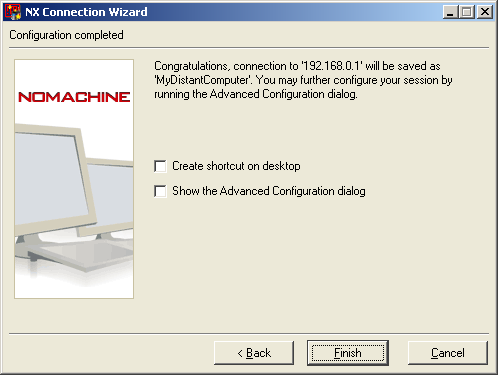 NX Connection Wizard
Configuration completed
NOMACHINE
Congratulations, connection to '192.168.0.1' will be saved as
'MyDistantComputer'. You may further configure your session by
running the Advanced Configuration dialog.
Create shortcut on desktop
Show the Advanced Configuration dialog
< Back
Finish
Cancel